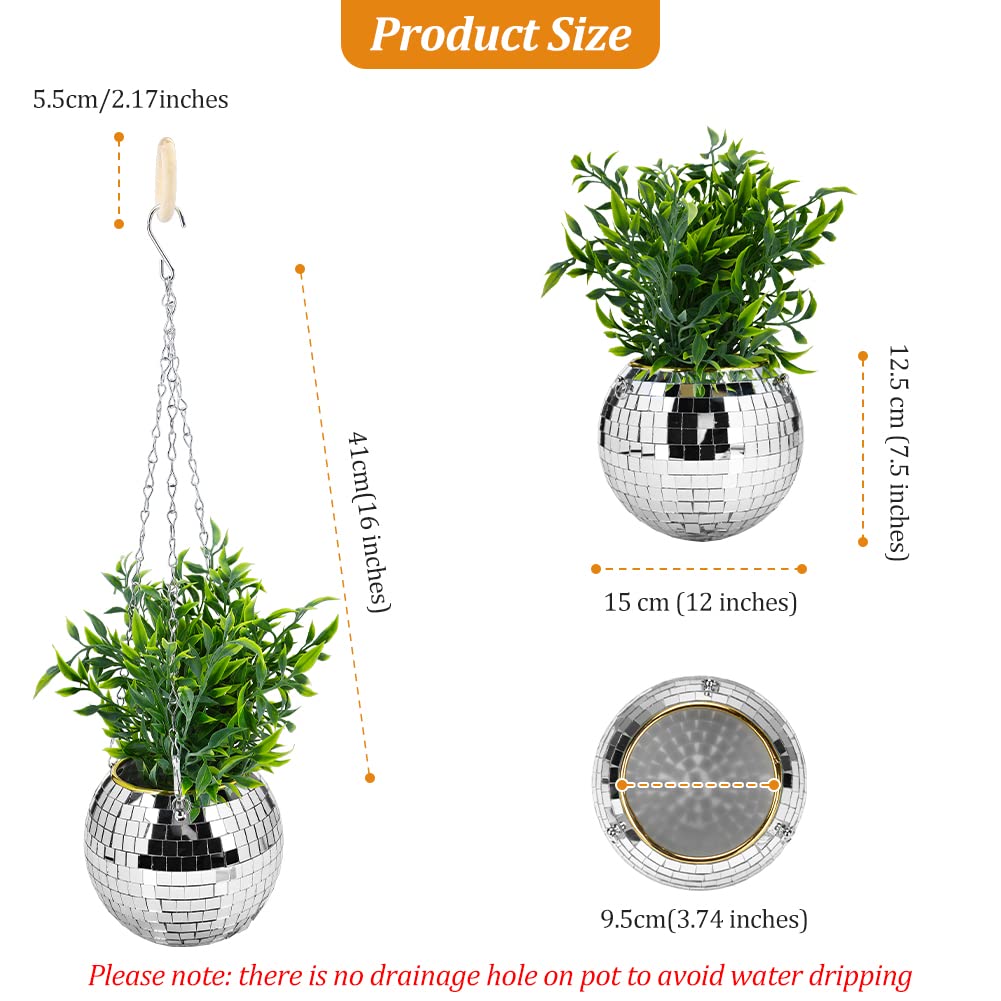 Product Size
5.5cm/2.17inches
41cm(16 inches)
12.5 cm (7.5 inches)
15 cm (12 inches)
9.5cm(3.74 inches)
Please note: there is no drainage hole on pot to avoid water dripping